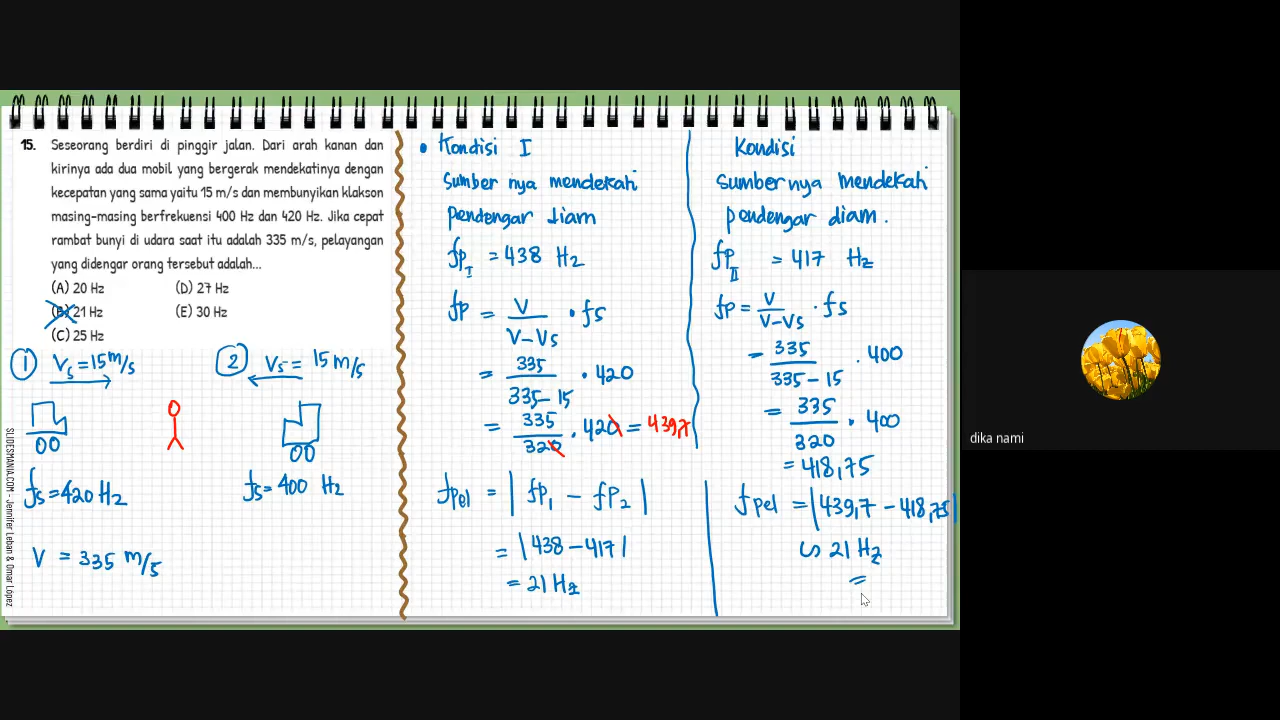 15. Seseorang berdiri di pinggir jalan. Dari arah kanan dan
kirinya ada dua mobil yang bergerak mendekatinya dengan
kecepatan yang sama yaitu 15 m/s dan membunyikan klakson
masing-masing berfrekuensi 400 Hz dan 420 Hz. Jika cepat
rambat bunyi di udara saat itu adalah 335 m/s, pelayangan
yang didengar orang tersebut adalah...
(A) 20 Hz (D) 27 Hz
(B) 21 Hz (E) 30 Hz
(C) 25 Hz
① Vs = 15 m/s
② Vs = 15 m/s
fs = 420 Hz
fs = 400 Hz
V = 335 m/s
SLIDESMANIA.COM - Jennifer Leban & Omar López
• Kondisi I
Sumber nya mendekati
pendengar diam
fp I = 438 Hz
fp = V / V-Vs • fs
= 335 / 335-15 • 420
= 335 / 320 • 420 = 439,7
fpel = | fp1 - fp2 |
= | 438 - 417 |
= 21 Hz
Kondisi
sumber nya mendekati
pendengar diam.
fp II = 417 Hz
fp = V / V-Vs • fs
= 335 / 335-15 . 400
= 335 / 320 • 400
= 418,75
fpel = | 439,7 - 418,75 |
∽ 21 Hz
=
dika nami